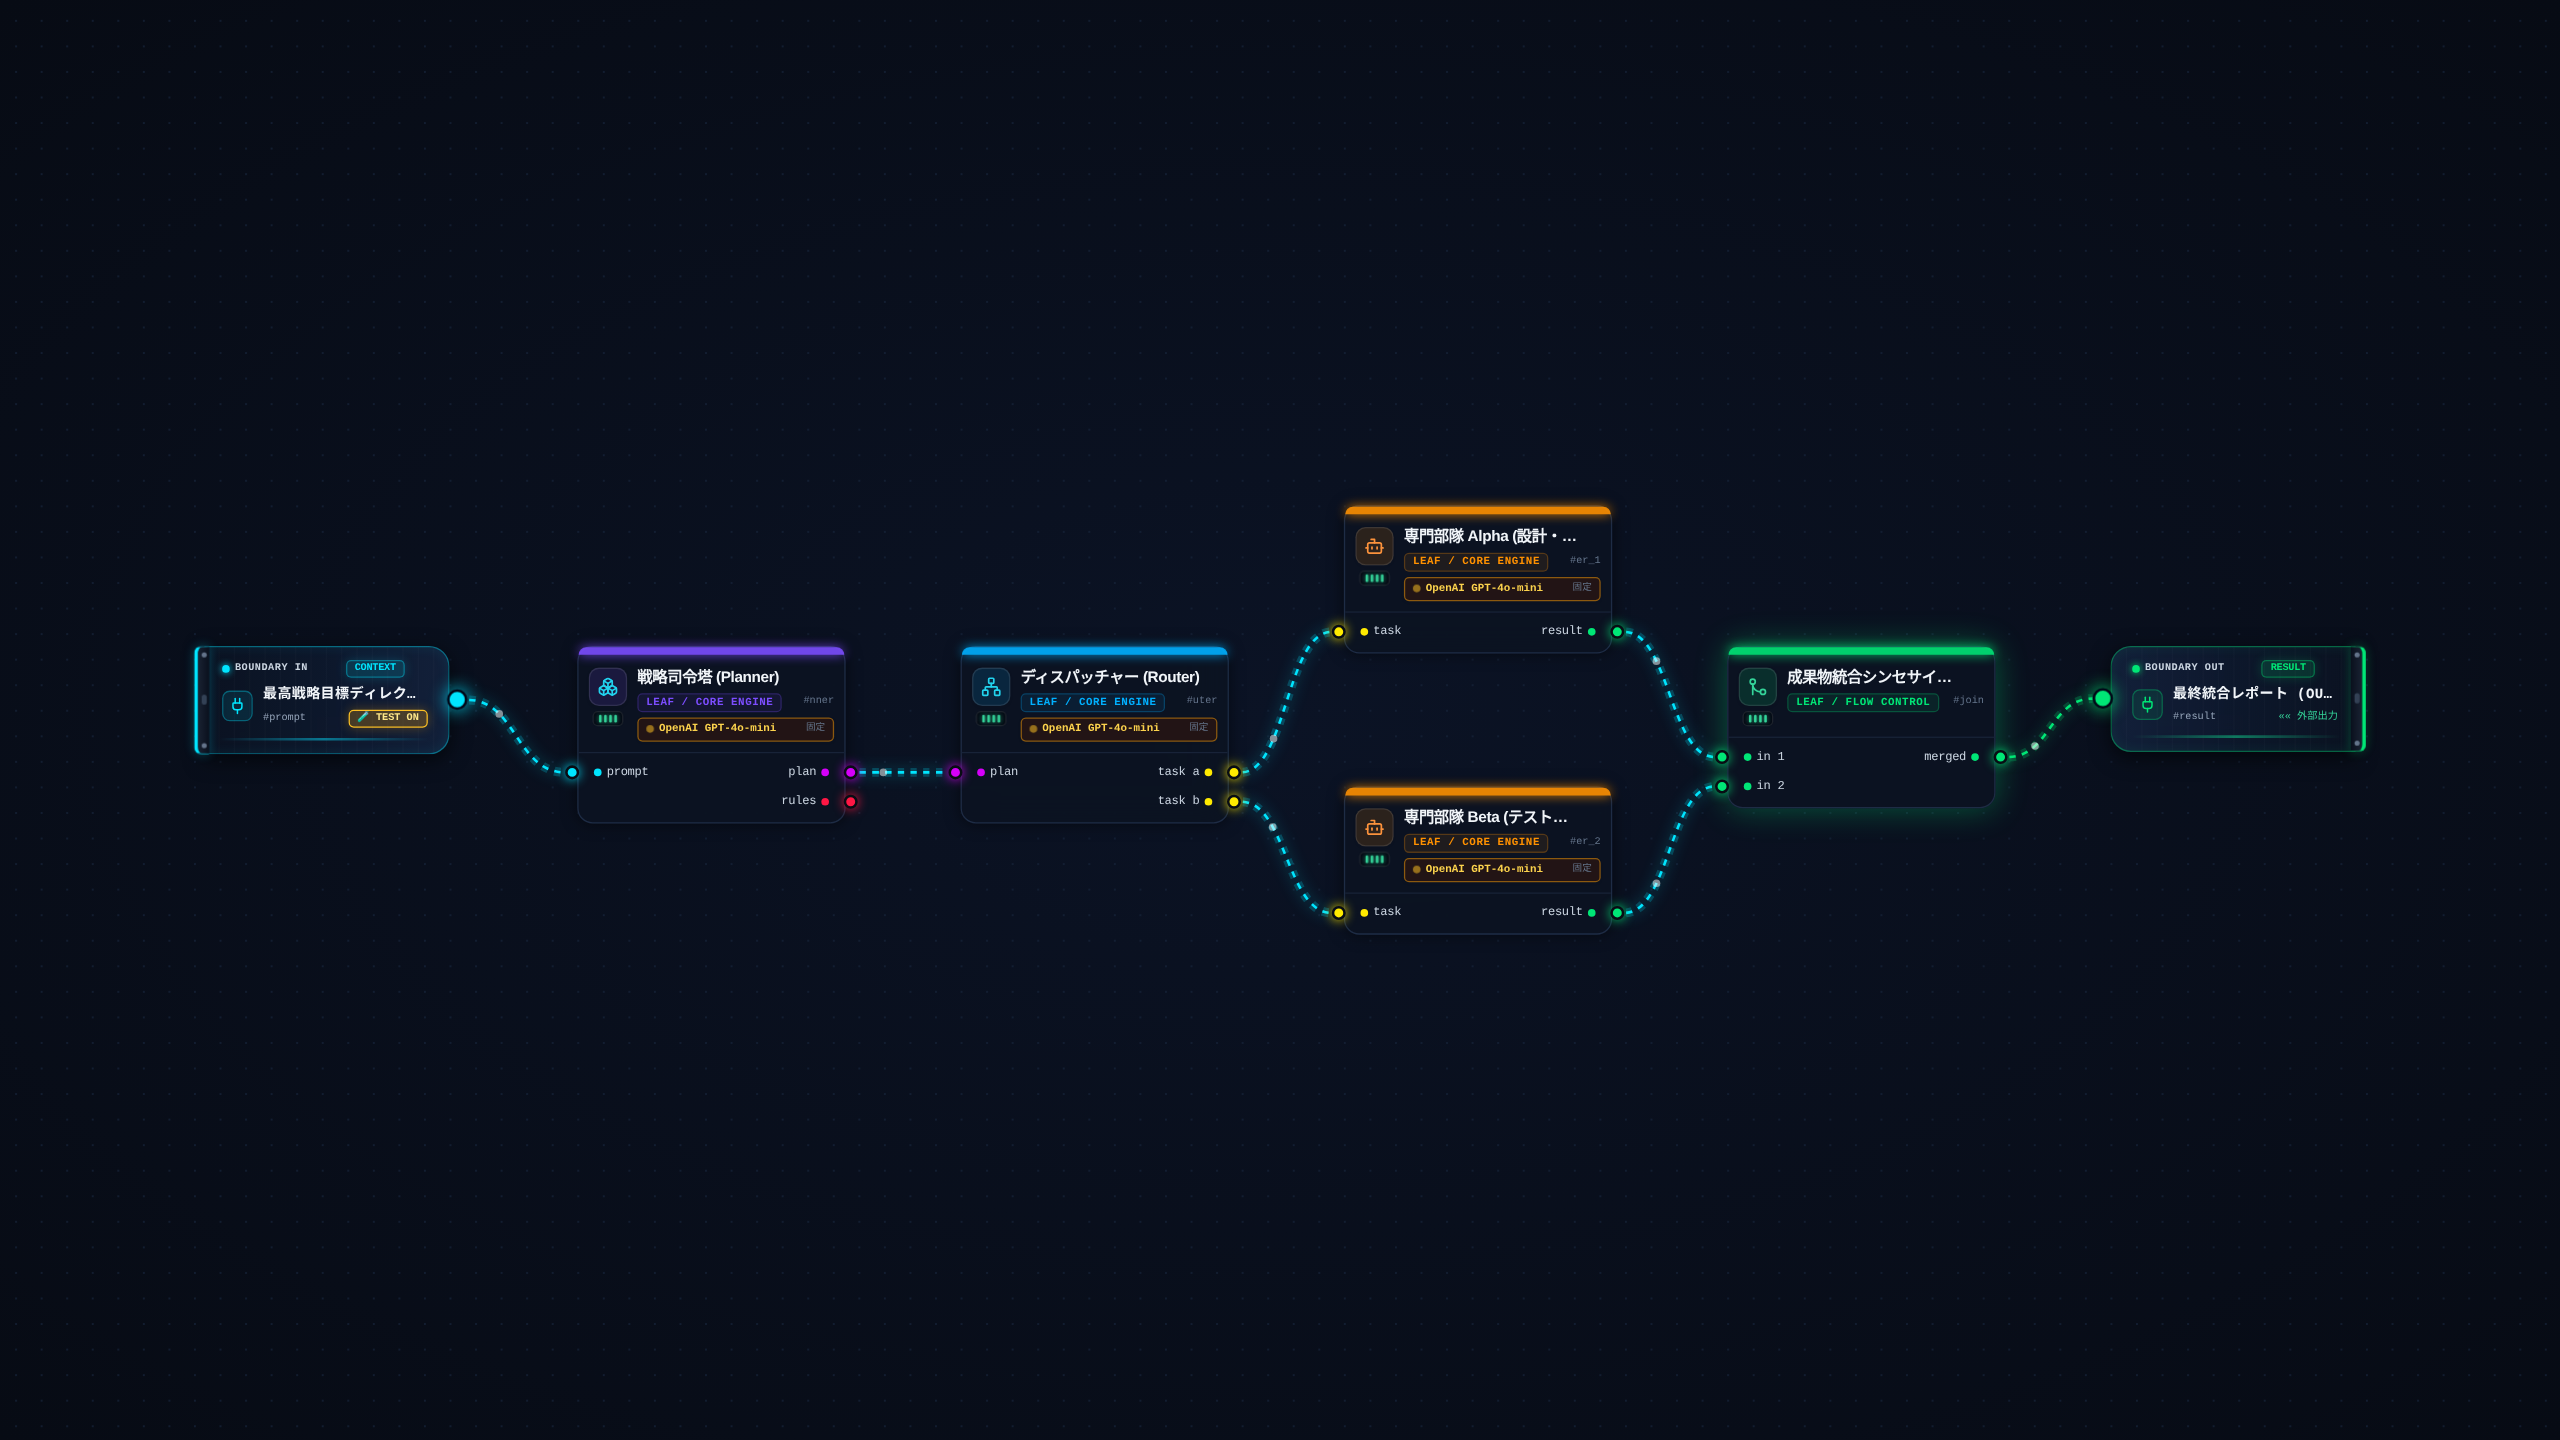 BOUNDARY IN
CONTEXT
最高戦略目標ディレク…
#prompt
TEST ON
戦略司令塔 (Planner)
LEAF / CORE ENGINE
#nner
OpenAI GPT-4o-mini
固定
prompt
plan
rules
ディスパッチャー (Router)
LEAF / CORE ENGINE
#uter
OpenAI GPT-4o-mini
固定
plan
task a
task b
専門部隊 Alpha (設計・…
LEAF / CORE ENGINE
#er_1
OpenAI GPT-4o-mini
固定
task
result
専門部隊 Beta (テスト…
LEAF / CORE ENGINE
#er_2
OpenAI GPT-4o-mini
固定
task
result
成果物統合シンセサイ…
LEAF / FLOW CONTROL
#join
in 1
merged
in 2
BOUNDARY OUT
RESULT
最終統合レポート (OU…
#result
«« 外部出力